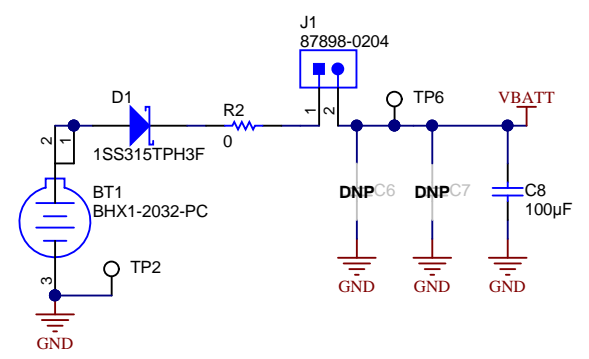 J1
87898-0204
D1
R2
1
2
TP6
VBATT
2
1
1SS315TPH3F
0
BT1
BHX1-2032-PC
DNP
C6
DNP
C7
C8
100µF
3
TP2
GND
GND
GND
GND